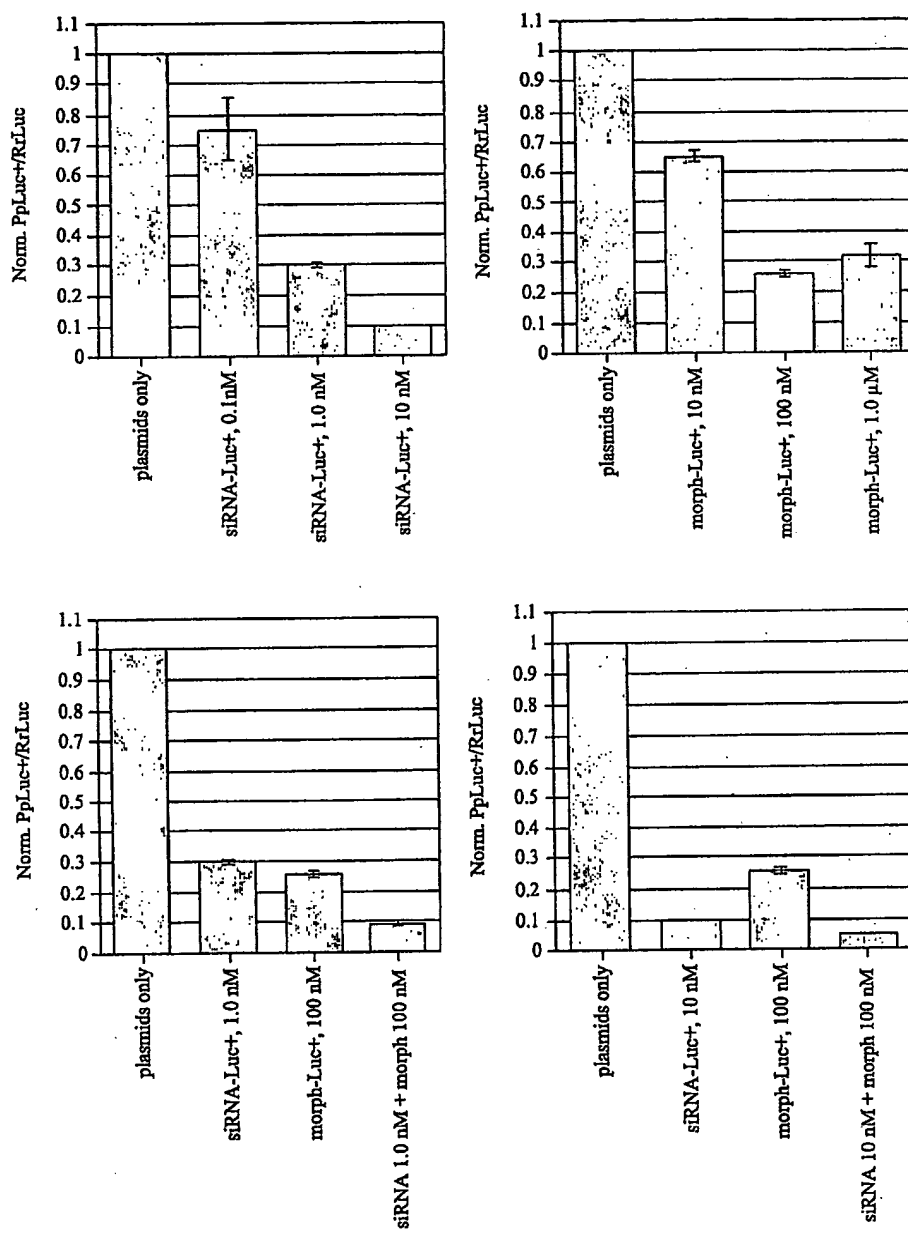 Norm. PpLuc+/RrLuc
1.1
1
0.9
0.8
0.7
0.6
0.5
0.4
0.3
0.2
0.1
0
plasmids only
siRNA-Luc+, 0.1nM
siRNA-Luc+, 1.0 nM
siRNA-Luc+, 10 nM
Norm. PpLuc+/RrLuc
1.1
1
0.9
0.8
0.7
0.6
0.5
0.4
0.3
0.2
0.1
0
plasmids only
morph-Luc+, 10 nM
morph-Luc+, 100 nM
morph-Luc+, 1.0 μM
Norm. PpLuc+/RrLuc
1.1
1
0.9
0.8
0.7
0.6
0.5
0.4
0.3
0.2
0.1
0
plasmids only
siRNA-Luc+, 1.0 nM
morph-Luc+, 100 nM
siRNA 1.0 nM + morph 100 nM
Norm. PpLuc+/RrLuc
1.1
1
0.9
0.8
0.7
0.6
0.5
0.4
0.3
0.2
0.1
0
plasmids only
siRNA-Luc+, 10 nM
morph-Luc+, 100 nM
siRNA 10 nM + morph 100 nM